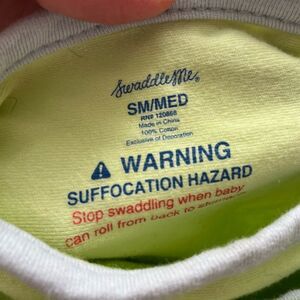 SwaddleMe®
SM/MED
RN# 120868
Made in China
100% Cotton
Exclusive of Decoration
⚠ WARNING
SUFFOCATION HAZARD
Stop swaddling when baby
can roll from back to